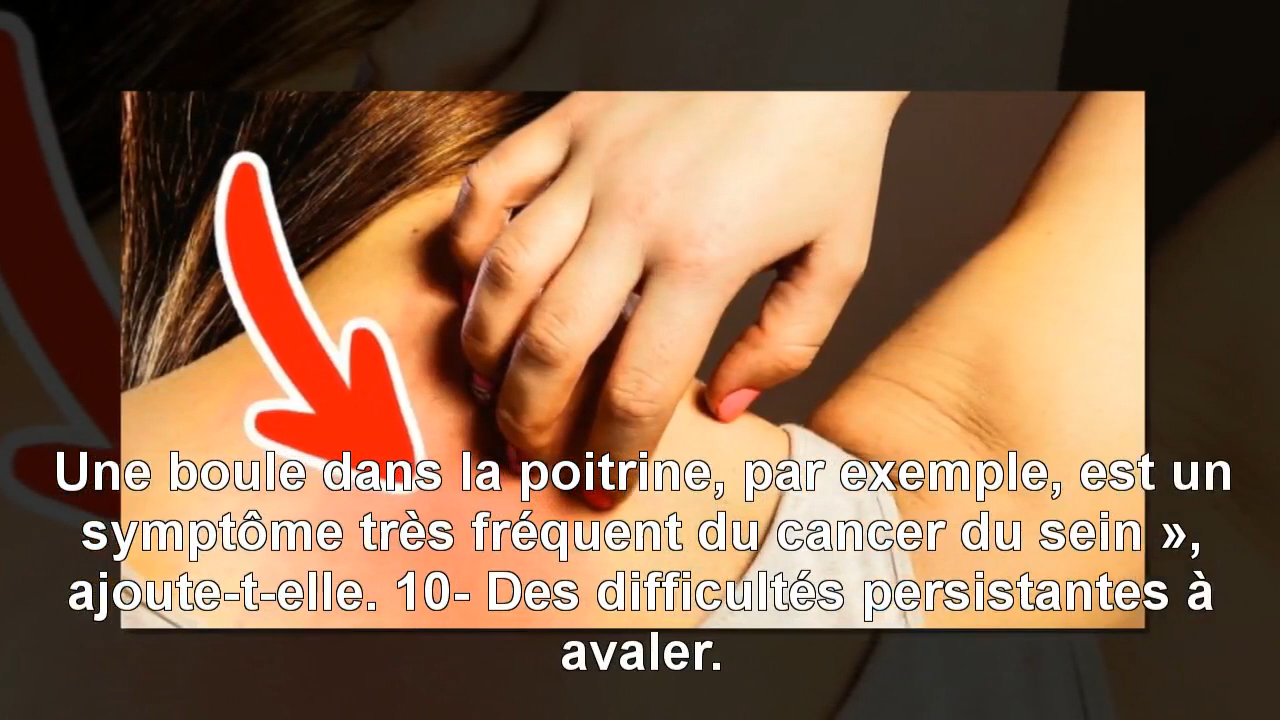 Une boule dans la poitrine, par exemple, est un
symptôme très fréquent du cancer du sein »,
ajoute-t-elle. 10- Des difficultés persistantes à
avaler.